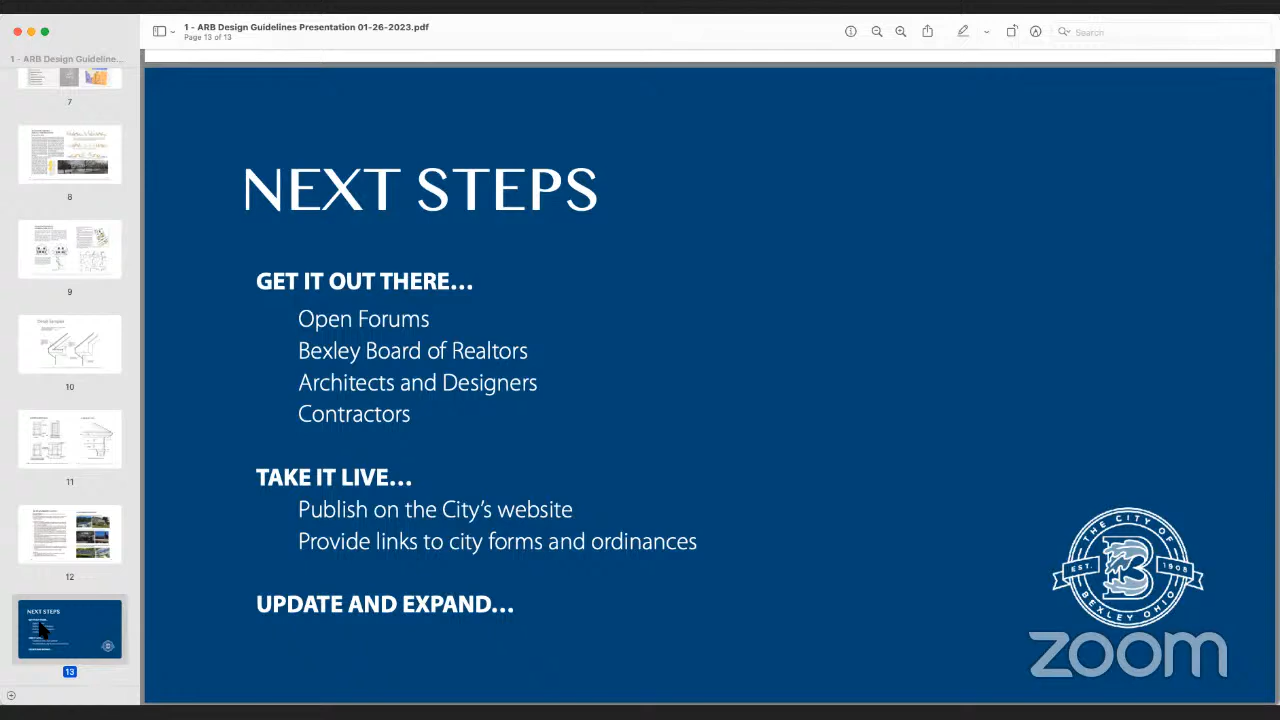 1 - ARB Design Guidelines Presentation 01-26-2023.pdf
Page 13 of 13
Search
1 - ARB Design Guideline...
7
8
9
10
11
12
NEXT STEPS
13
NEXT STEPS
GET IT OUT THERE...
Open Forums
Bexley Board of Realtors
Architects and Designers
Contractors
TAKE IT LIVE...
Publish on the City's website
Provide links to city forms and ordinances
UPDATE AND EXPAND...
THE CITY OF
EST. B 1908
BEXLEY OHIO
zoom